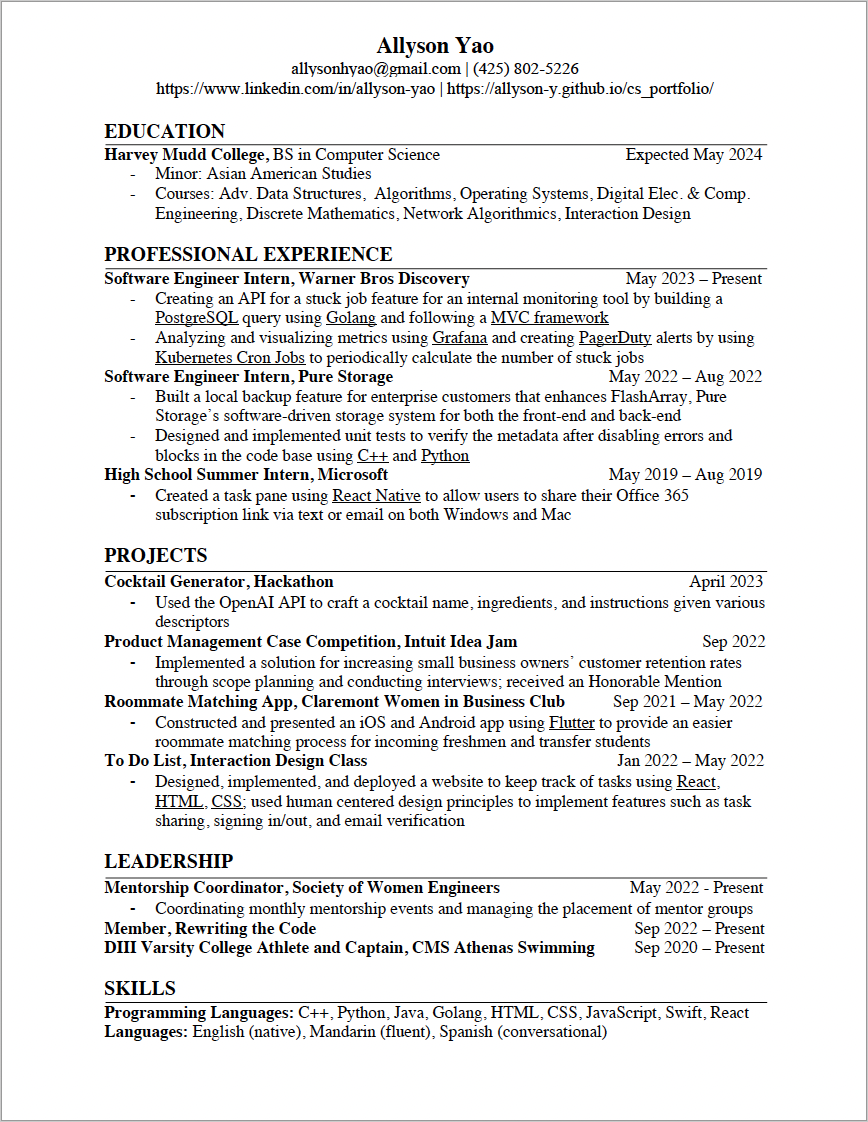 Allyson Yao
allysonhyao@gmail.com | (425) 802-5226
https://www.linkedin.com/in/allyson-yao | https://allyson-y.github.io/cs_portfolio/
EDUCATION
Harvey Mudd College, BS in Computer Science Expected May 2024
- Minor: Asian American Studies
- Courses: Adv. Data Structures, Algorithms, Operating Systems, Digital Elec. & Comp.
Engineering, Discrete Mathematics, Network Algorithmics, Interaction Design
PROFESSIONAL EXPERIENCE
Software Engineer Intern, Warner Bros Discovery May 2023 – Present
- Creating an API for a stuck job feature for an internal monitoring tool by building a
PostgreSQL query using Golang and following a MVC framework
- Analyzing and visualizing metrics using Grafana and creating PagerDuty alerts by using
Kubernetes Cron Jobs to periodically calculate the number of stuck jobs
Software Engineer Intern, Pure Storage May 2022 – Aug 2022
- Built a local backup feature for enterprise customers that enhances FlashArray, Pure
Storage's software-driven storage system for both the front-end and back-end
- Designed and implemented unit tests to verify the metadata after disabling errors and
blocks in the code base using C++ and Python
High School Summer Intern, Microsoft May 2019 – Aug 2019
- Created a task pane using React Native to allow users to share their Office 365
subscription link via text or email on both Windows and Mac
PROJECTS
Cocktail Generator, Hackathon April 2023
- Used the OpenAI API to craft a cocktail name, ingredients, and instructions given various
descriptors
Product Management Case Competition, Intuit Idea Jam Sep 2022
- Implemented a solution for increasing small business owners' customer retention rates
through scope planning and conducting interviews; received an Honorable Mention
Roommate Matching App, Claremont Women in Business Club Sep 2021 – May 2022
- Constructed and presented an iOS and Android app using Flutter to provide an easier
roommate matching process for incoming freshmen and transfer students
To Do List, Interaction Design Class Jan 2022 – May 2022
- Designed, implemented, and deployed a website to keep track of tasks using React,
HTML, CSS; used human centered design principles to implement features such as task
sharing, signing in/out, and email verification
LEADERSHIP
Mentorship Coordinator, Society of Women Engineers May 2022 - Present
- Coordinating monthly mentorship events and managing the placement of mentor groups
Member, Rewriting the Code Sep 2022 – Present
DIII Varsity College Athlete and Captain, CMS Athenas Swimming Sep 2020 – Present
SKILLS
Programming Languages: C++, Python, Java, Golang, HTML, CSS, JavaScript, Swift, React
Languages: English (native), Mandarin (fluent), Spanish (conversational)